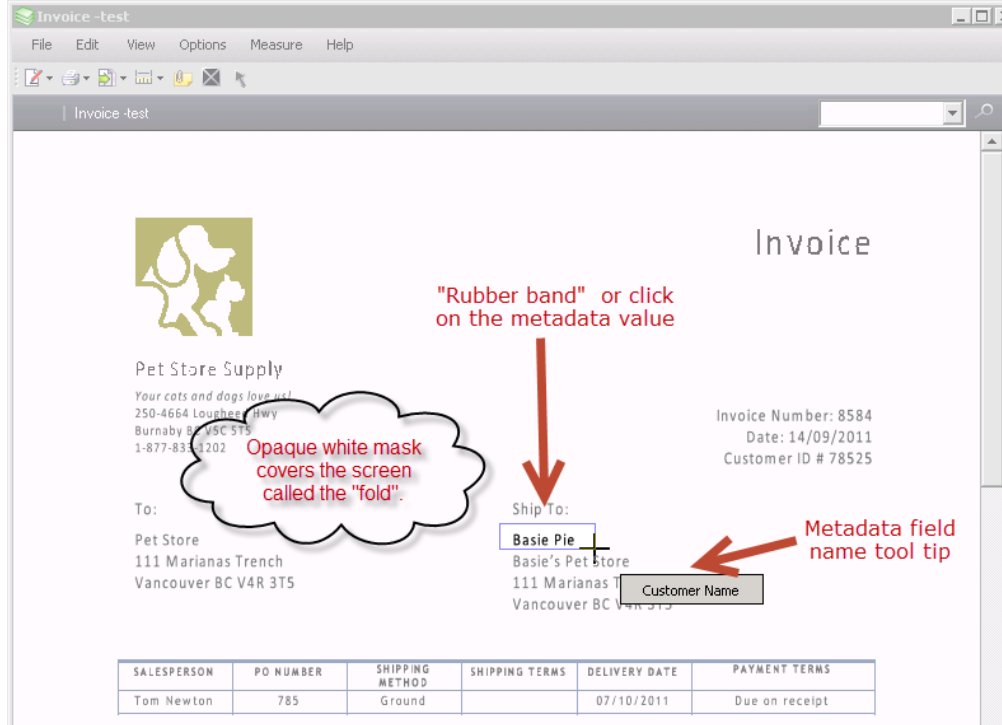 Invoice -test
File Edit View Options Measure Help
Invoice -test
Invoice
"Rubber band" or click
on the metadata value
Pet Store Supply
Your cats and dogs love us!
250-4664 Lougheed Hwy
Burnaby BC V5C 5T5
1-877-833-1202
Opaque white mask
covers the screen
called the "fold".
Invoice Number: 8584
Date: 14/09/2011
Customer ID # 78525
To:
Pet Store
111 Marianas Trench
Vancouver BC V4R 3T5
Ship To:
Basie Pie
Basie's Pet Store
111 Marianas T
Vancouver BC V4R 3T5
Metadata field
name tool tip
Customer Name
SALESPERSON PO NUMBER SHIPPING METHOD SHIPPING TERMS DELIVERY DATE PAYMENT TERMS
Tom Newton 785 Ground 07/10/2011 Due on receipt